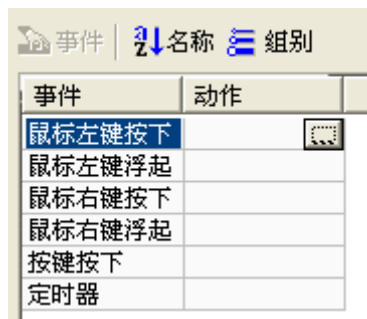 事件 名称 组别
事件 动作
鼠标左键按下
鼠标左键浮起
鼠标右键按下
鼠标右键浮起
按键按下
定时器